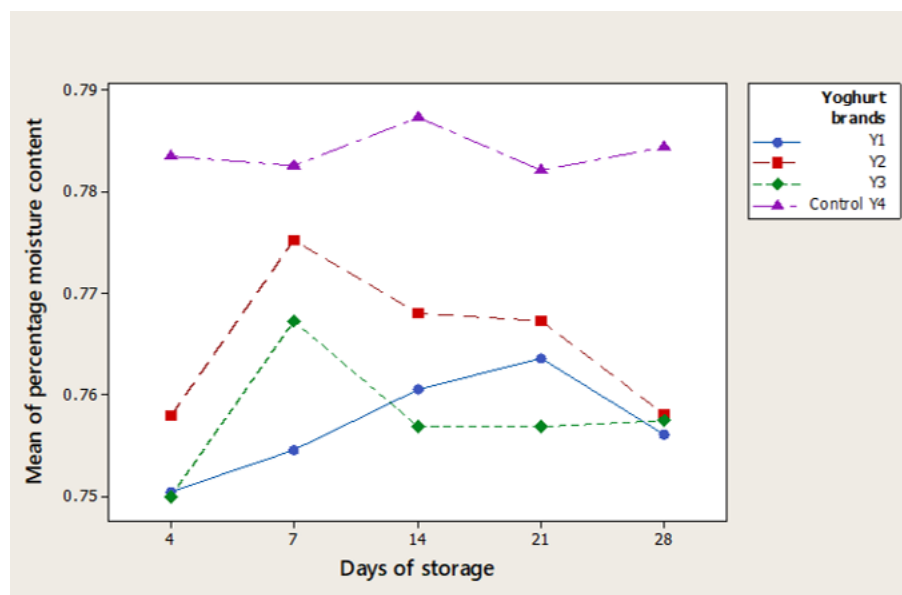 Mean of percentage moisture content
0.79
0.78
0.77
0.76
0.75
4 7 14 21 28
Days of storage
Yoghurt
brands
Y1
Y2
Y3
Control Y4